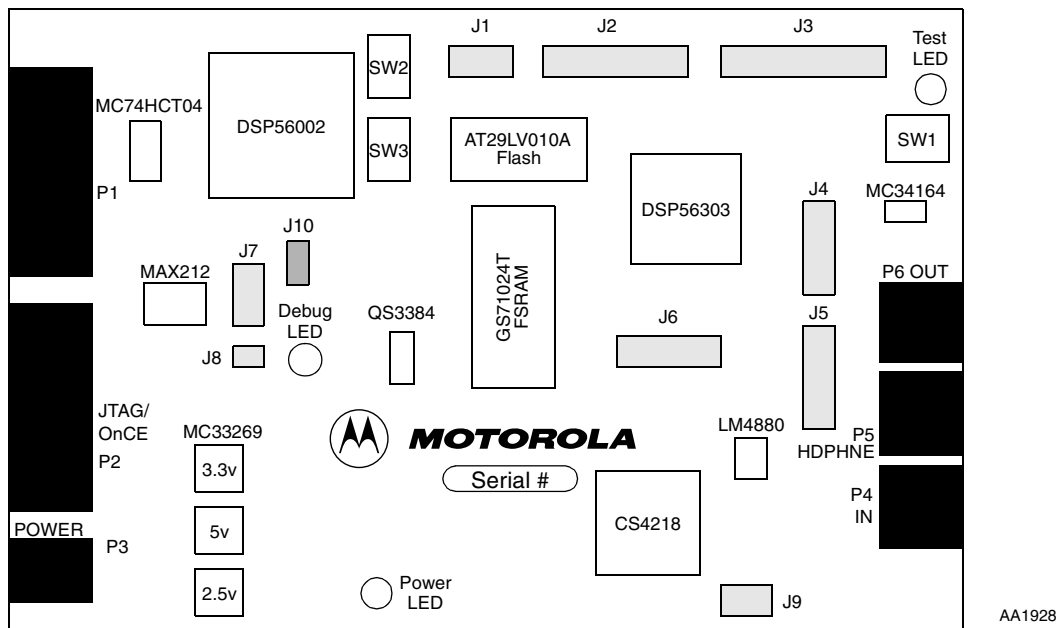 J1
J2
J3
Test
LED
SW2
MC74HCT04
DSP56002
SW3
AT29LV010A
Flash
SW1
P1
DSP56303
J4
MC34164
J10
J7
MAX212
GS71024T
FSRAM
P6 OUT
Debug
LED
QS3384
J6
J5
J8
JTAG/
OnCE
P2
MC33269
3.3v
MOTOROLA
Serial #
LM4880
P5
HDPHNE
P4
IN
CS4218
POWER
P3
5v
2.5v
Power
LED
J9
AA1928